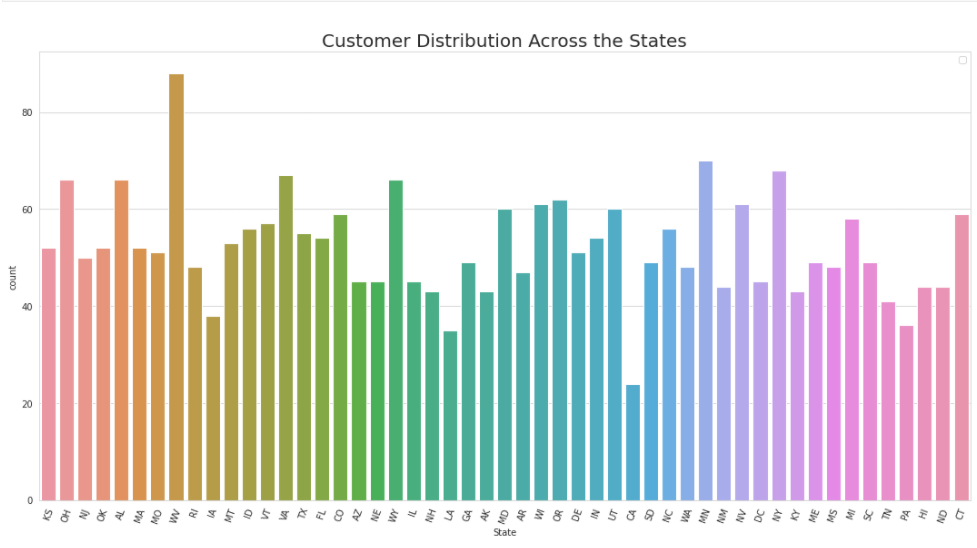 Customer Distribution Across the States
count
80
60
40
20
0
KS OH NJ OK AL MA MO WV RI IA MT ID VT VA TX FL CO AZ NE WY IL NH LA GA AK MD AR WI OR DE IN UT CA SD NC WA MN NM NV DC NY KY ME MS MI SC TN PA HI ND CT
State